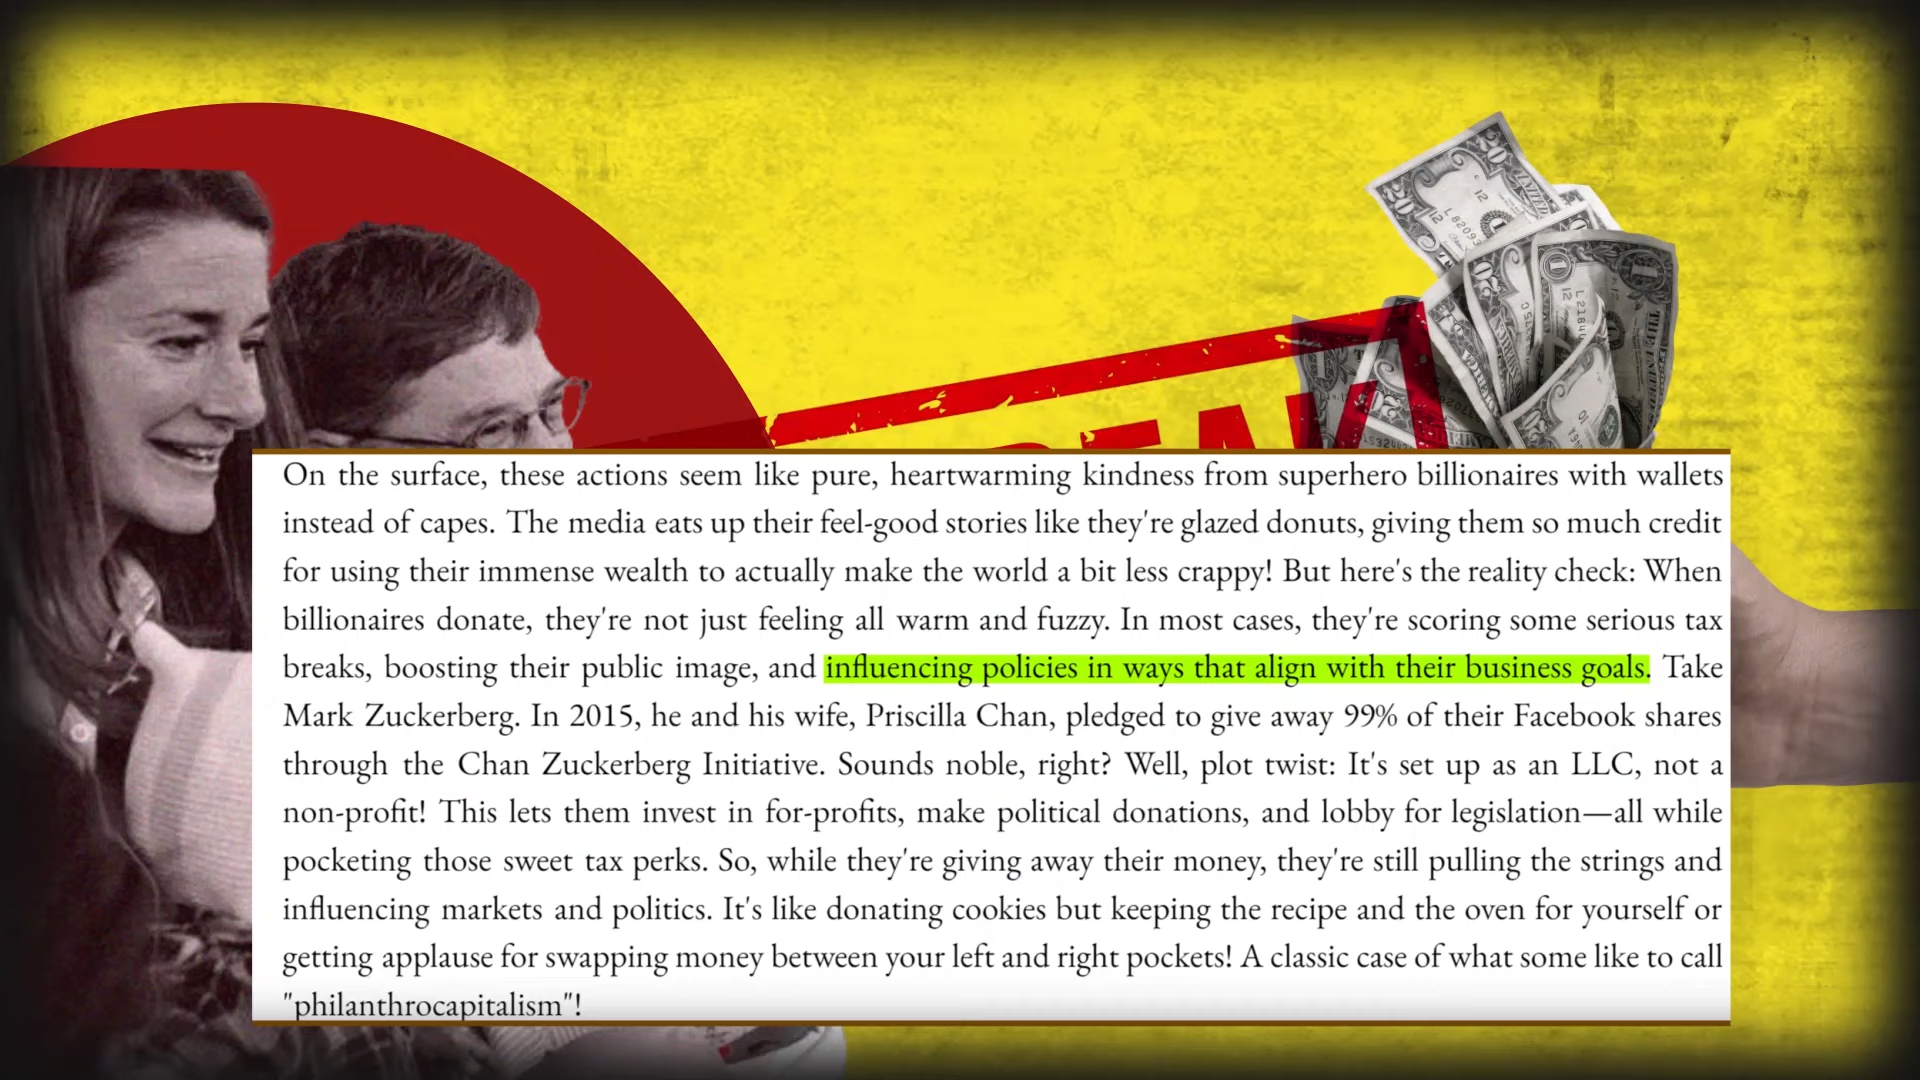 On the surface, these actions seem like pure, heartwarming kindness from superhero billionaires with wallets
instead of capes. The media eats up their feel-good stories like they're glazed donuts, giving them so much credit
for using their immense wealth to actually make the world a bit less crappy! But here's the reality check: When
billionaires donate, they're not just feeling all warm and fuzzy. In most cases, they're scoring some serious tax
breaks, boosting their public image, and influencing policies in ways that align with their business goals. Take
Mark Zuckerberg. In 2015, he and his wife, Priscilla Chan, pledged to give away 99% of their Facebook shares
through the Chan Zuckerberg Initiative. Sounds noble, right? Well, plot twist: It's set up as an LLC, not a
non-profit! This lets them invest in for-profits, make political donations, and lobby for legislation—all while
pocketing those sweet tax perks. So, while they're giving away their money, they're still pulling the strings and
influencing markets and politics. It's like donating cookies but keeping the recipe and the oven for yourself or
getting applause for swapping money between your left and right pockets! A classic case of what some like to call
"philanthrocapitalism"!